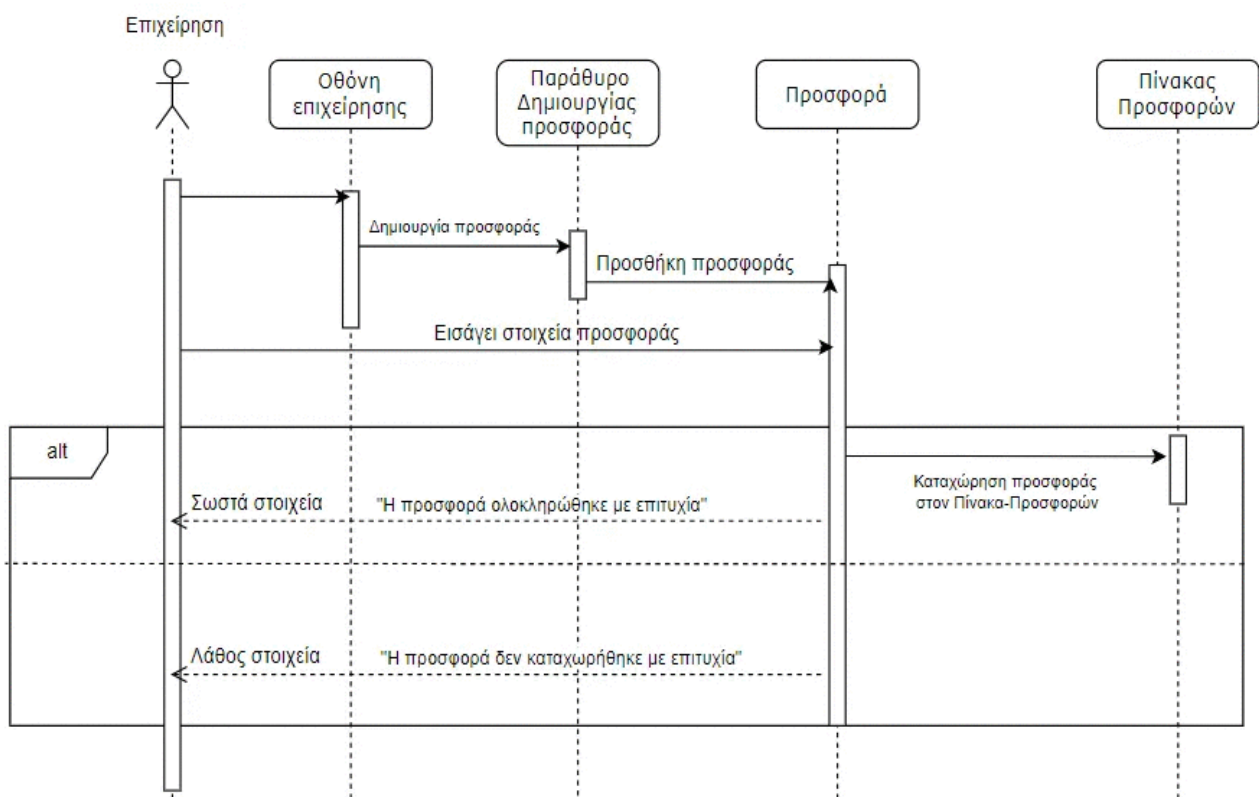 Επιχείρηση
Οθόνη
επιχείρησης
Παράθυρο
Δημιουργίας
προσφοράς
Προσφορά
Πίνακας
Προσφορών
Δημιουργία προσφοράς
Προσθήκη προσφοράς
Εισάγει στοιχεία προσφοράς
alt
Καταχώρηση προσφοράς
στον Πίνακα-Προσφορών
Σωστά στοιχεία "Η προσφορά ολοκληρώθηκε με επιτυχία"
Λάθος στοιχεία "Η προσφορά δεν καταχωρήθηκε με επιτυχία"